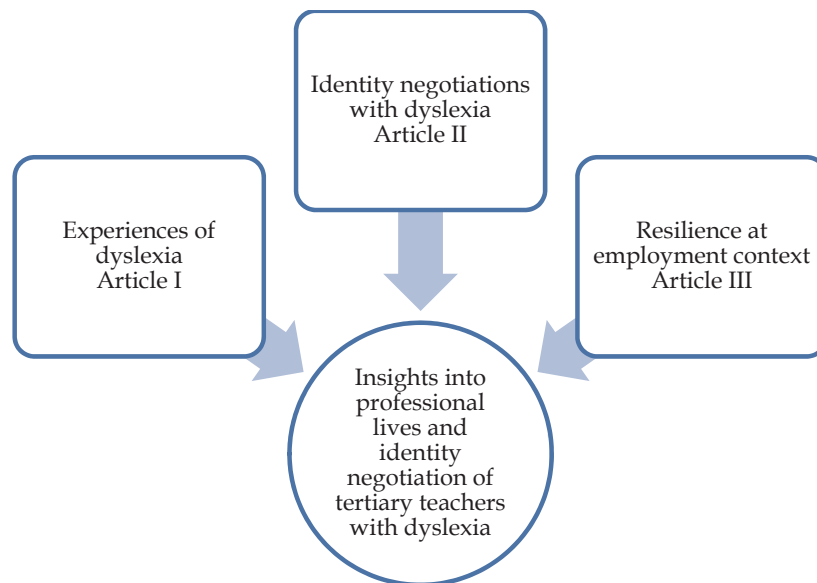 Identity negotiations
with dyslexia
Article II
Experiences of
dyslexia
Article I
Resilience at
employment context
Article III
Insights into
professional
lives and
identity
negotiation of
tertiary teachers
with dyslexia